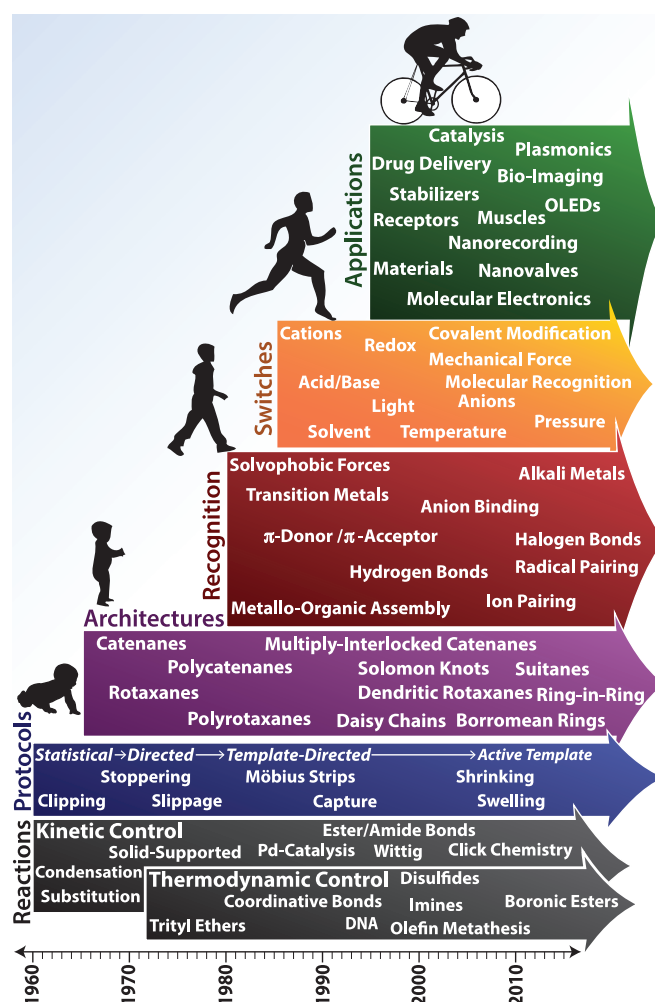 Applications
Catalysis
Plasmonics
Drug Delivery
Bio-Imaging
Stabilizers
OLEDs
Receptors
Muscles
Nanorecording
Materials
Nanovalves
Molecular Electronics
Switches
Cations
Covalent Modification
Redox
Mechanical Force
Acid/Base
Molecular Recognition
Light
Anions
Solvent
Temperature
Pressure
Recognition
Solvophobic Forces
Alkali Metals
Transition Metals
Anion Binding
π-Donor /π-Acceptor
Halogen Bonds
Hydrogen Bonds
Radical Pairing
Metallo-Organic Assembly
Ion Pairing
Architectures
Catenanes
Multiply-Interlocked Catenanes
Polycatenanes
Solomon Knots
Suitanes
Rotaxanes
Dendritic Rotaxanes
Ring-in-Ring
Polyrotaxanes
Daisy Chains
Borromean Rings
Protocols
Statistical → Directed → Template-Directed → Active Template
Stoppering
Möbius Strips
Shrinking
Clipping
Slippage
Capture
Swelling
Reactions
Kinetic Control
Ester/Amide Bonds
Solid-Supported
Pd-Catalysis
Wittig
Click Chemistry
Condensation
Substitution
Thermodynamic Control
Disulfides
Coordinative Bonds
Imines
Boronic Esters
Trityl Ethers
DNA
Olefin Metathesis
1960
1970
1980
1990
2000
2010